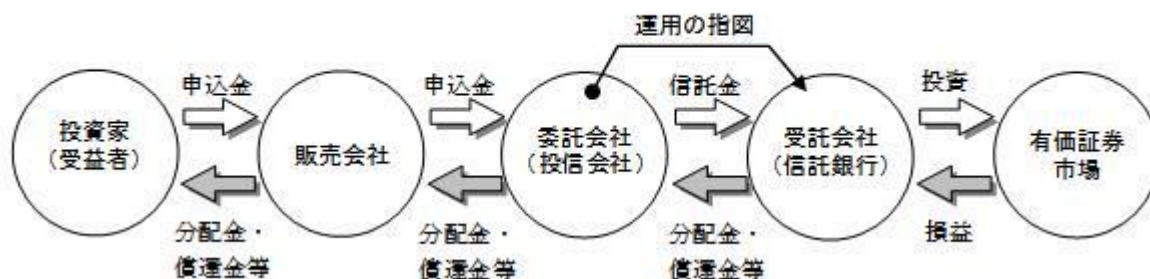 運用の指図
申込金
申込金
信託金
投資
投資家
（受益者）
販売会社
委託会社
（投信会社）
受託会社
（信託銀行）
有価証券
市場
分配金・
償還金等
分配金・
償還金等
分配金・
償還金等
損益